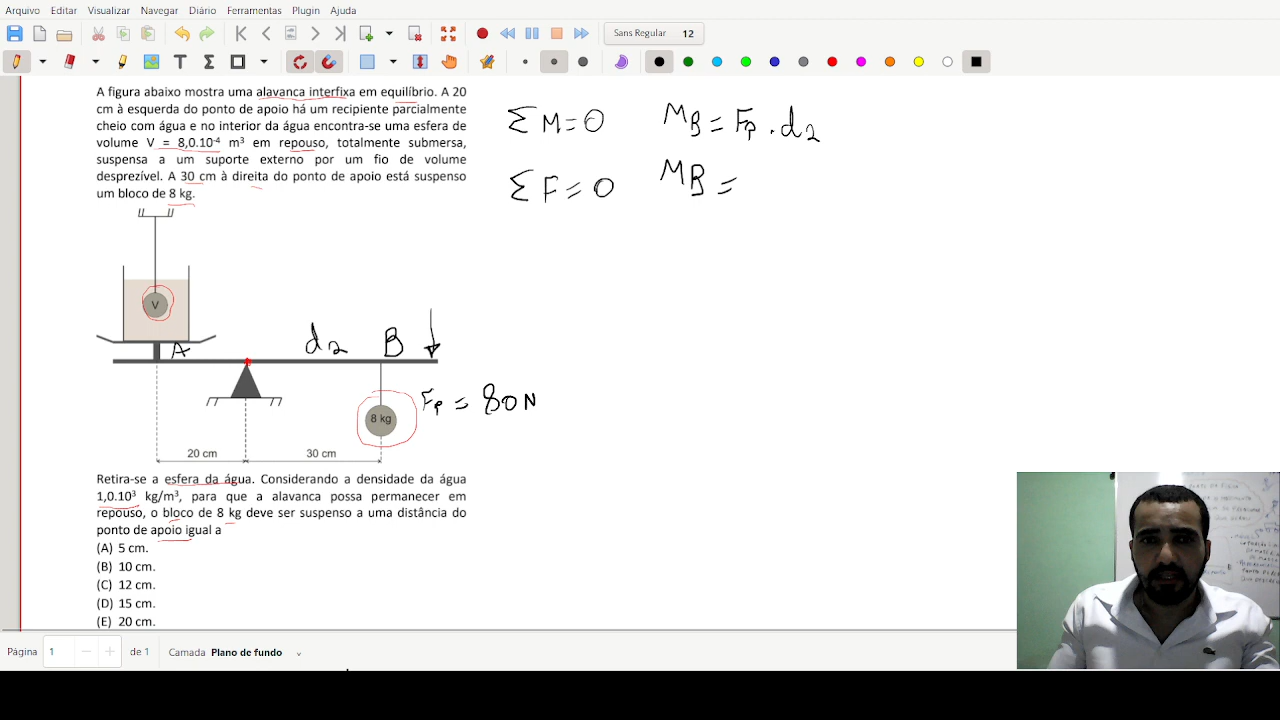 Arquivo Editar Visualizar Navegar Diário Ferramentas Plugin Ajuda
Sans Regular 12
A figura abaixo mostra uma alavanca interfixa em equilíbrio. A 20
cm à esquerda do ponto de apoio há um recipiente parcialmente
cheio com água e no interior da água encontra-se uma esfera de
volume V = 8,0.10⁻⁴ m³ em repouso, totalmente submersa,
suspensa a um suporte externo por um fio de volume
desprezível. A 30 cm à direita do ponto de apoio está suspenso
um bloco de 8 kg.
ΣM=0 MB=Fp.d2
ΣF=0 MB=
V
A
d2
B
8 kg
Fp = 80N
20 cm 30 cm
Retira-se a esfera da água. Considerando a densidade da água
1,0.10³ kg/m³, para que a alavanca possa permanecer em
repouso, o bloco de 8 kg deve ser suspenso a uma distância do
ponto de apoio igual a
(A) 5 cm.
(B) 10 cm.
(C) 12 cm.
(D) 15 cm.
(E) 20 cm.
Página 1 de 1 Camada Plano de fundo